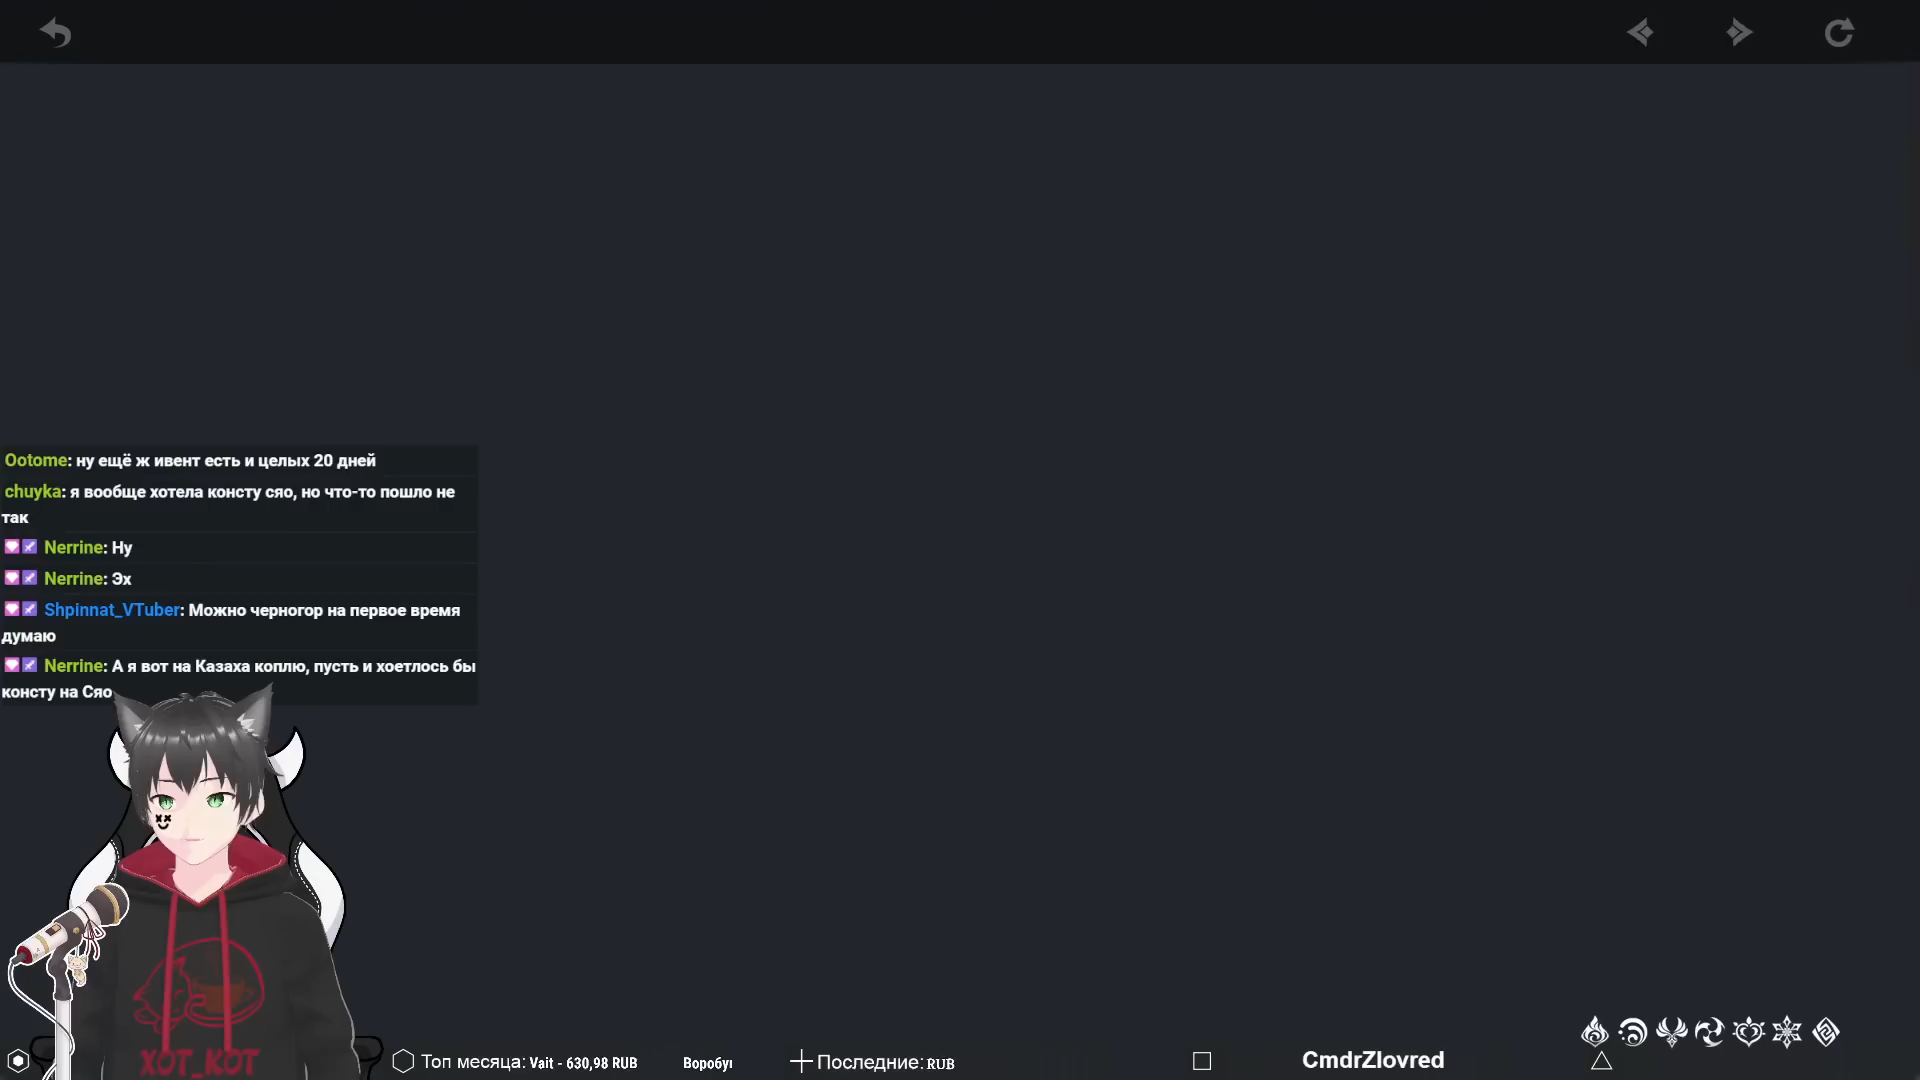 Ootome: ну ещё ж ивент есть и целых 20 дней
chuyka: я вообще хотела консту сяо, но что-то пошло не
так
Nerrine: Ну
Nerrine: Эх
Shpinnat_VTuber: Можно черногор на первое время
думаю
Nerrine: А я вот на Казаха коплю, пусть и хоетлось бы
консту на Сяо
XOT_KOT
Топ месяца: Vait - 630,98 RUB
Воробуı
Последние: RUB
CmdrZlovred